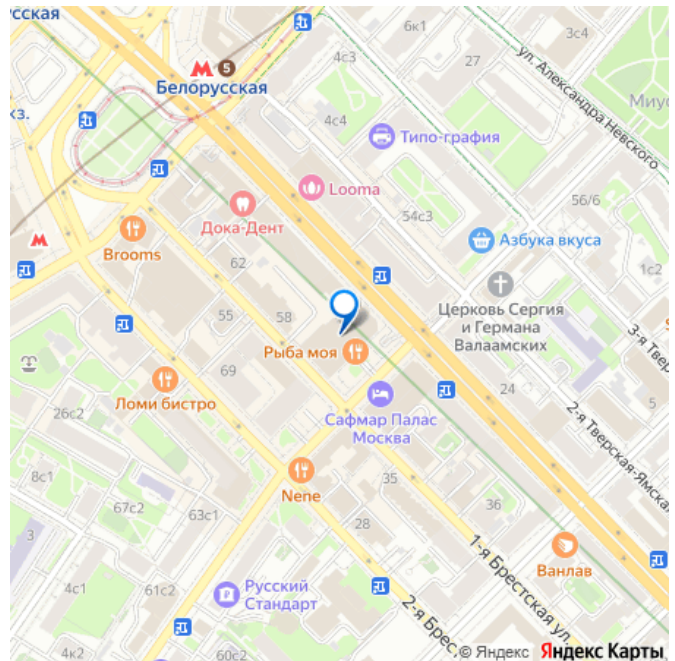 сская
6к1
3с4
4с3
27
ул. Александра Невского
М 5
Белорусская
Миус
кз.
4с4
Типо-графия
Looma
Дока-Дент
54с3
56/6
Азбука вкуса
М
Brooms
62
1с2
Церковь Сергия
и Германа
Валаамских
55
58
3-я Твер
Рыба моя
69
24
5
Ломи бистро
Сафмар Палас
Москва
2-я Тверская-Ямская
26с2
8с1
Nene
35
36
67с2
63с1
28
3
1-я Брестская ул.
Ванлав
4с1
61с2
Русский
Стандарт
2-я Брес
4к2
60с2
© Яндекс Яндекс Карты